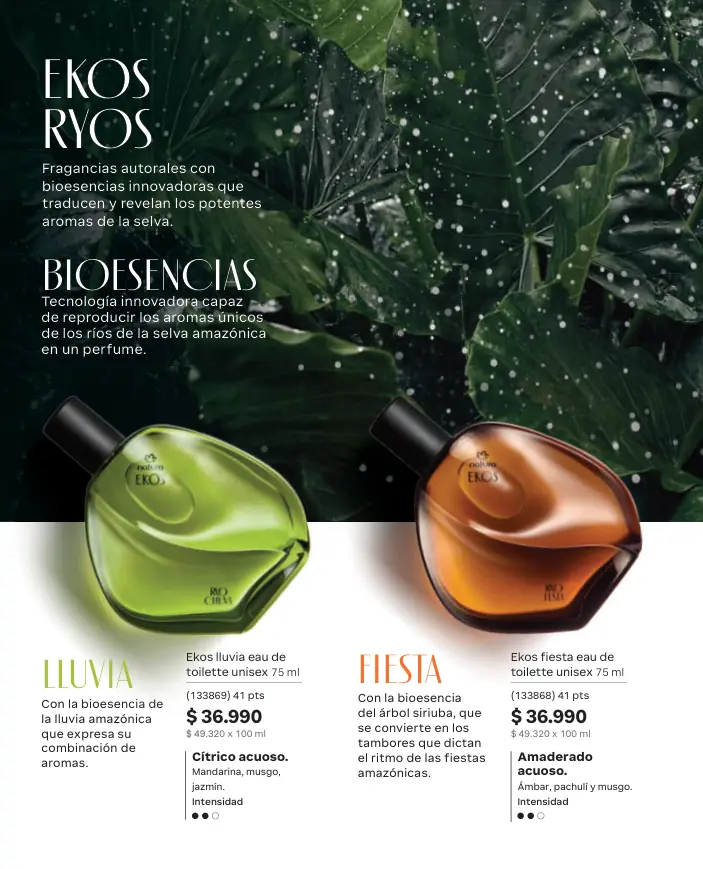 EKOS
RYOS
Fragancias autorales con
bioesencias innovadoras que
traducen y revelan los potentes
aromas de la selva.
BIOESENCIAS
Tecnología innovadora capaz
de reproducir los aromas únicos
de los ríos de la selva amazónica
en un perfume.
natura
EKOS
natura
EKOS
LLUVIA
Con la bioesencia de
la lluvia amazónica
que expresa su
combinación de
aromas.
Ekos lluvia eau de
toilette unisex 75 ml
(133869) 41 pts
$ 36.990
$ 49.320 x 100 ml
Cítrico acuoso.
Mandarina, musgo,
jazmín.
Intensidad
FIESTA
Con la bioesencia
del árbol siriuba, que
se convierte en los
tambores que dictan
el ritmo de las fiestas
amazónicas.
Ekos fiesta eau de
toilette unisex 75 ml
(133868) 41 pts
$ 36.990
$ 49.320 x 100 ml
Amaderado
acuoso.
Ámbar, pachulí y musgo.
Intensidad